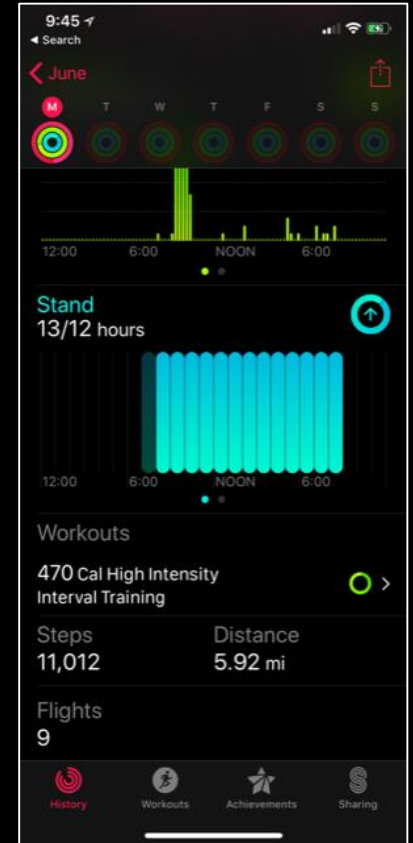 9:45
Search
June
M T W T F S S
12:00 6:00 NOON 6:00
Stand
13/12 hours
12:00 6:00 NOON 6:00
Workouts
470 Cal High Intensity
Interval Training
Steps Distance
11,012 5.92 mi
Flights
9
History Workouts Achievements Sharing